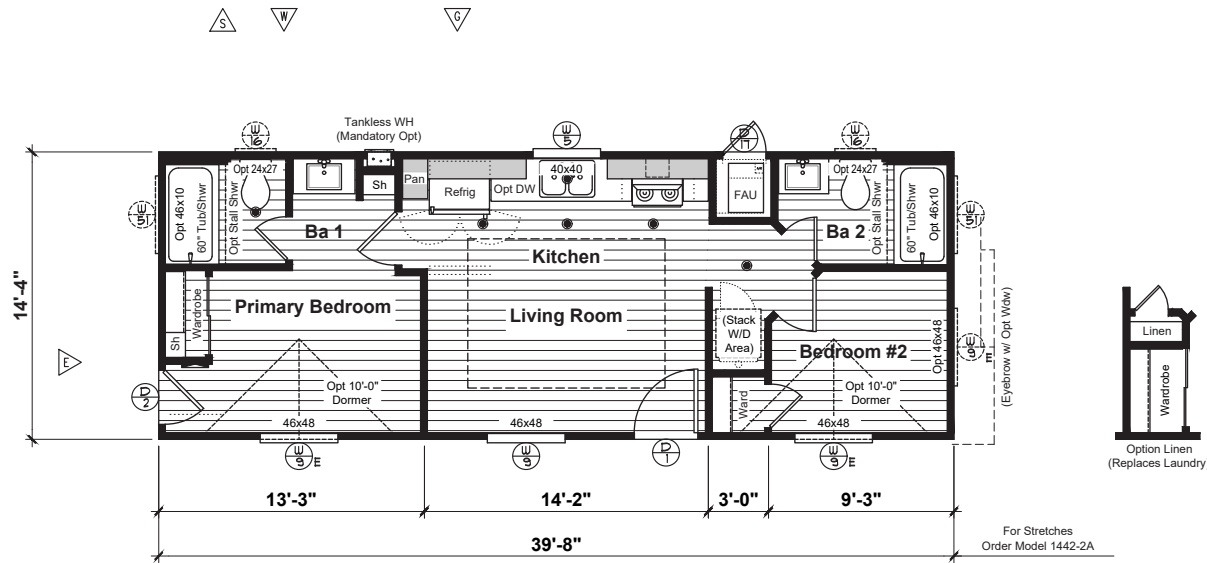 S
W
G
E
Tankless WH
(Mandatory Opt)
W
16
W
5
D
17
W
16
Opt 24x27
Sh
Pan
Refrig
Opt DW
40x40
FAU
Opt 24x27
W
51
Opt 46x10
60" Tub/Shwr
Opt Stall Shwr
Ba 1
Kitchen
Ba 2
Opt Stall Shwr
60" Tub/Shwr
Opt 46x10
W
51
14'-4"
Sh
Wardrobe
Primary Bedroom
Living Room
(Stack
W/D
Area)
Bedroom #2
Opt 46x48
W
9
E
(Eyebrow w/ Opt Wdw)
Linen
Wardrobe
Option Linen
(Replaces Laundry)
D
2
Opt 10'-0"
Dormer
46x48
46x48
Ward
Opt 10'-0"
Dormer
46x48
W
9
E
W
9
D
1
W
9
E
13'-3"
14'-2"
3'-0"
9'-3"
39'-8"
For Stretches
Order Model 1442-2A